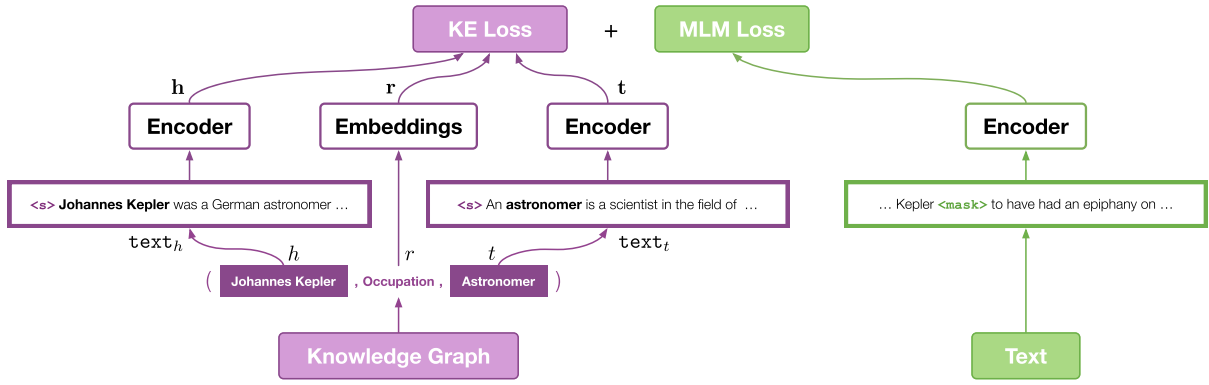 KE Loss + MLM Loss
h r t
Encoder Embeddings Encoder Encoder
<s> Johannes Kepler was a German astronomer ...
<s> An astronomer is a scientist in the field of ...
... Kepler <mask> to have had an epiphany on ...
text_h h r t text_t
( Johannes Kepler , Occupation , Astronomer )
Knowledge Graph Text